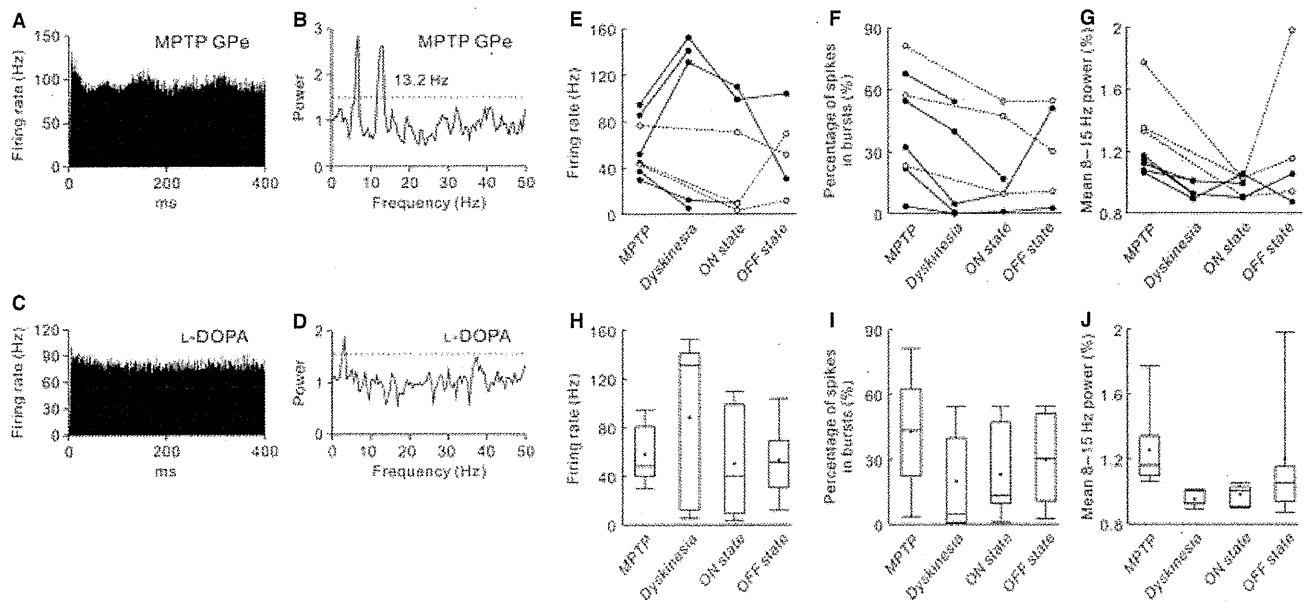 A
MPTP GPe
Firing rate (Hz)
150
100
50
0
0
400
ms
B
MPTP GPe
13.2 Hz
Power
3
2
1
0
0
10
20
30
40
50
Frequency (Hz)
E
Firing rate (Hz)
160
120
80
40
0
MPTP
Dyskinesia
ON state
OFF state
F
Percentage of spikes
in bursts (%)
90
60
30
0
MPTP
Dyskinesia
ON state
OFF state
G
Mean 8–15 Hz power (%)
2
1.6
1.2
0.8
MPTP
Dyskinesia
ON state
OFF state
C
L-DOPA
Firing rate (Hz)
120
90
60
30
0
0
200
400
ms
D
L-DOPA
Power
2
1
0
0
10
20
30
40
50
Frequency (Hz)
H
Firing rate (Hz)
160
120
80
40
0
MPTP
Dyskinesia
ON state
OFF state
I
Percentage of spikes
in bursts (%)
90
60
30
0
MPTP
Dyskinesia
ON state
OFF state
J
Mean 8–15 Hz power (%)
2
1.6
1.2
0.8
MPTP
Dyskinesia
ON state
OFF state